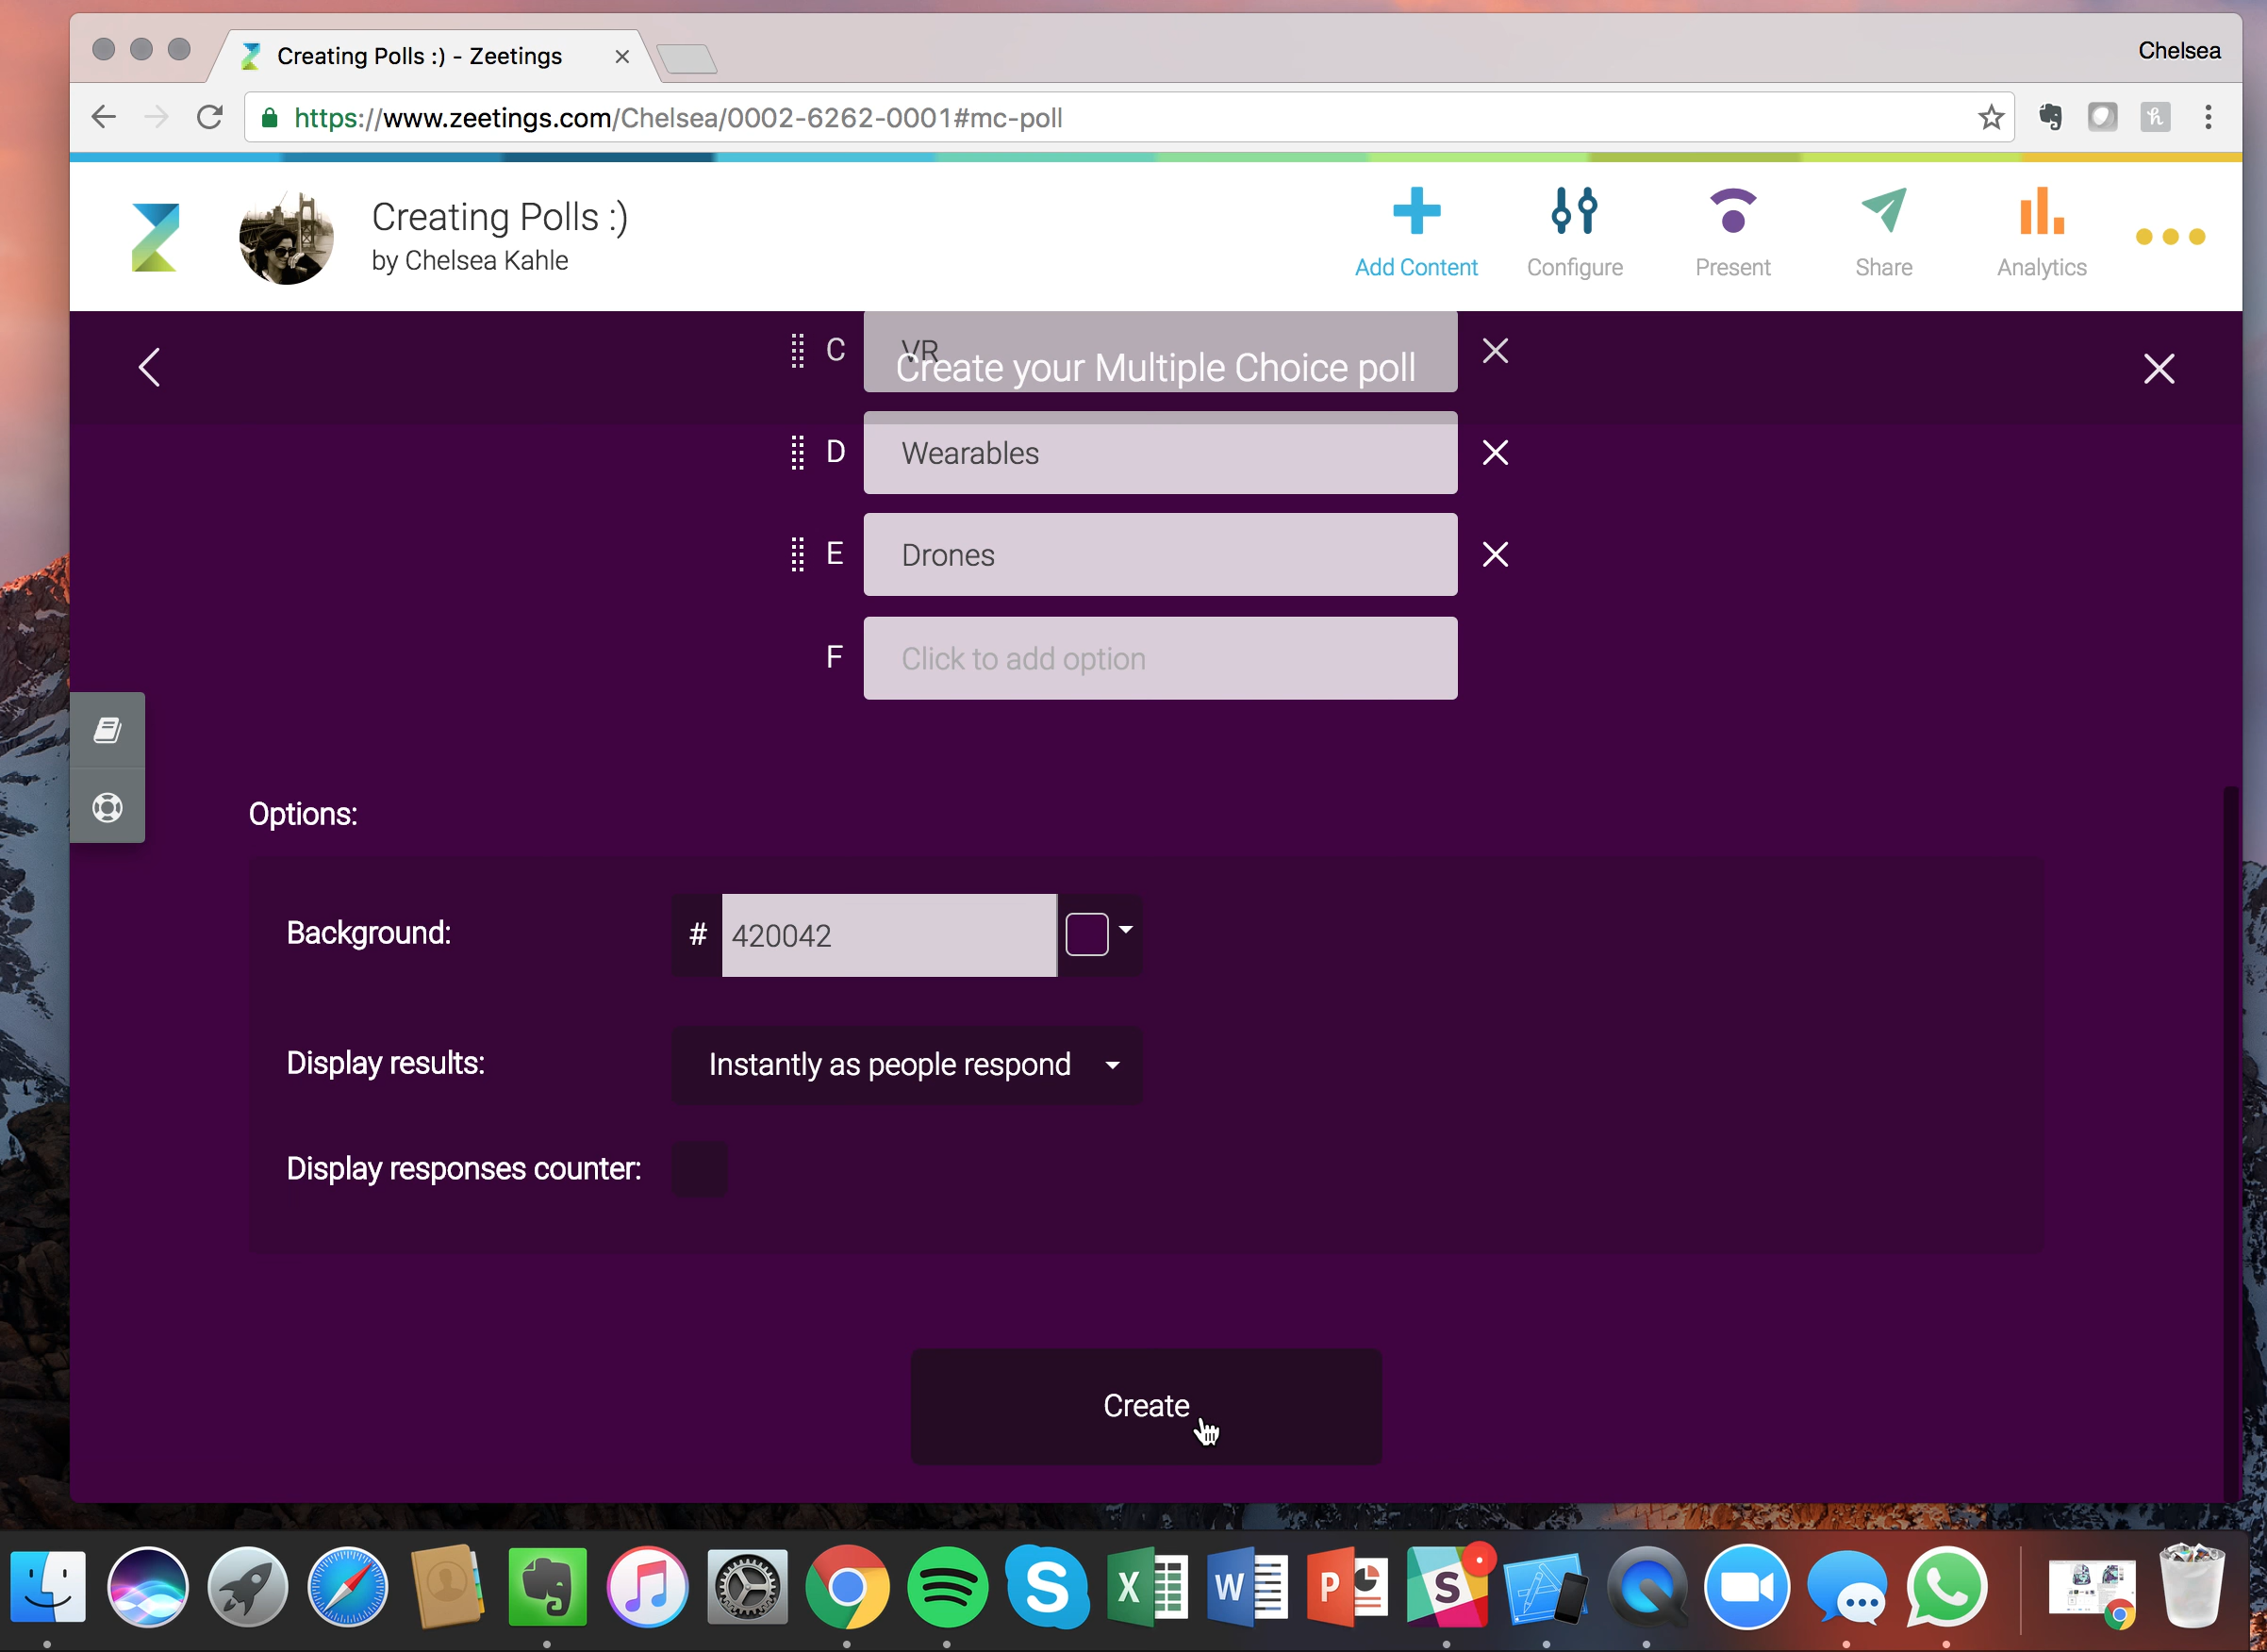 Creating Polls :) - Zeetings
Chelsea
https://www.zeetings.com/Chelsea/0002-6262-0001#mc-poll
Creating Polls :)
by Chelsea Kahle
Add Content
Configure
Present
Share
Analytics
C VR
Create your Multiple Choice poll
D Wearables
E Drones
F Click to add option
Options:
Background: # 420042
Display results: Instantly as people respond
Display responses counter:
Create